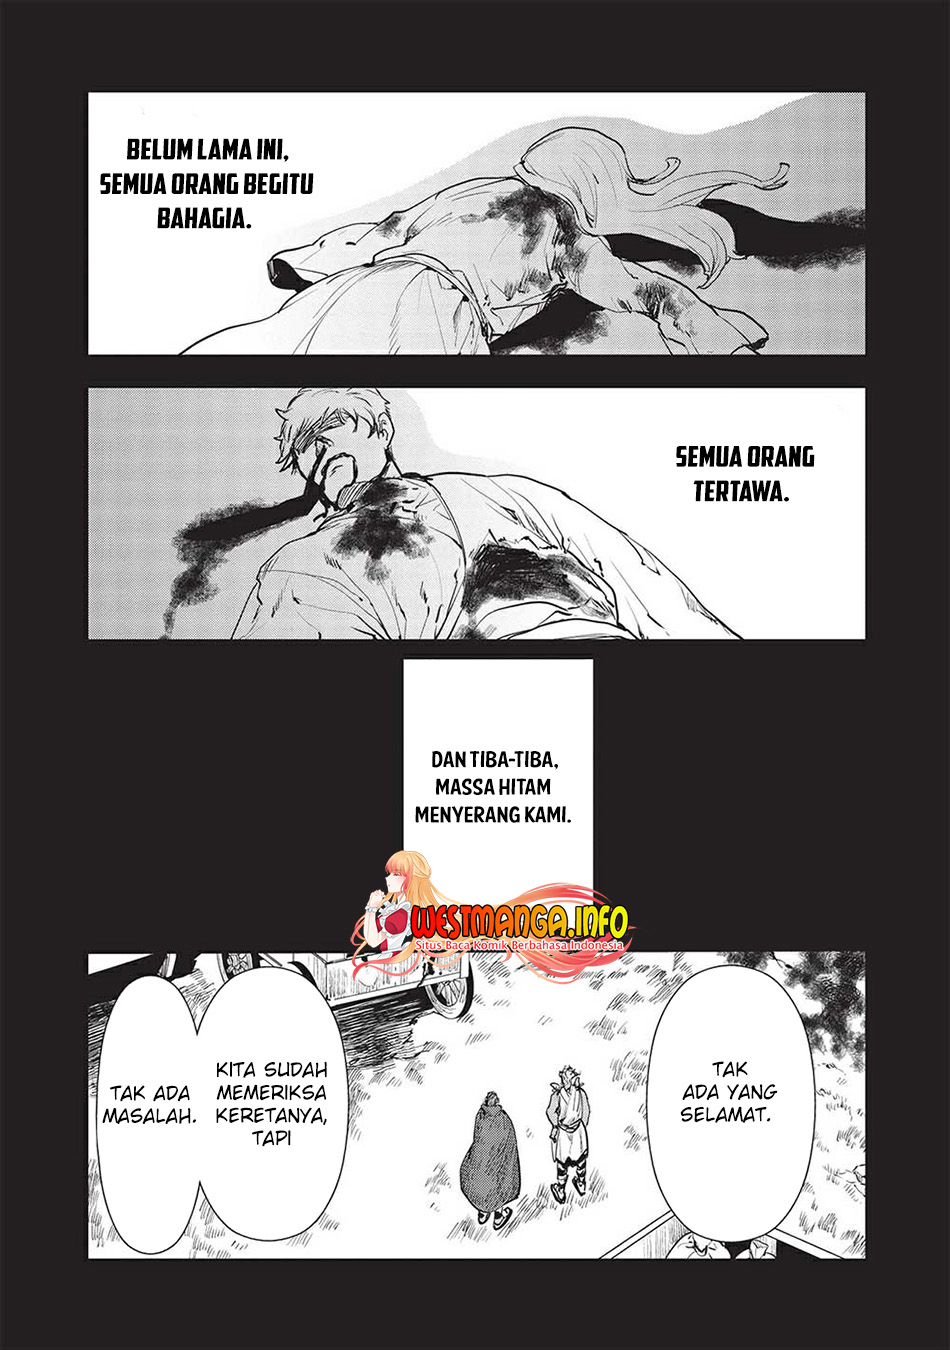 BELUM LAMA INI,
SEMUA ORANG BEGITU
BAHAGIA.
SEMUA ORANG
TERTAWA.
DAN TIBA-TIBA,
MASSA HITAM
MENYERANG KAMI.
WESTMANGA.INFO
Situs Baca Komik Berbahasa Indonesia
TAK
ADA YANG
SELAMAT.
KITA SUDAH
MEMERIKSA
KERETANYA,
TAPI
TAK ADA
MASALAH.